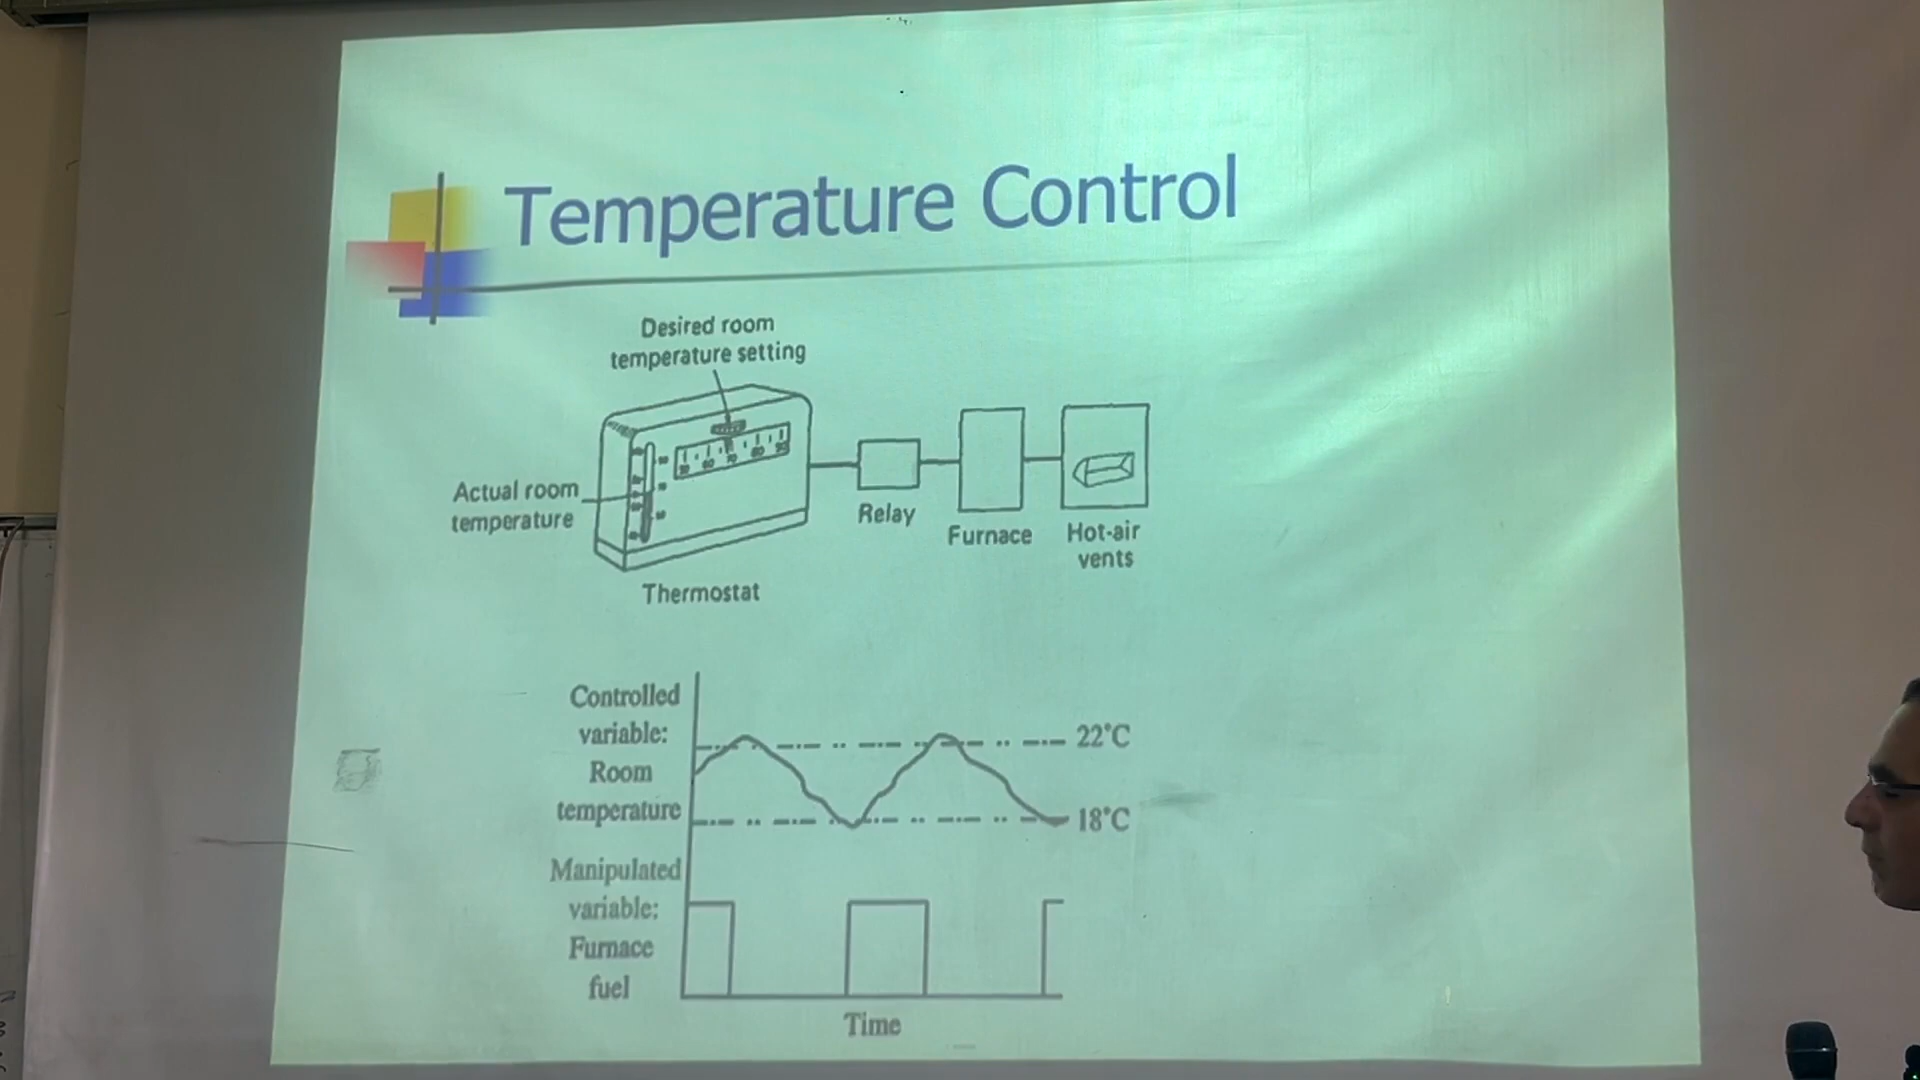 Temperature Control
Desired room
temperature setting
Actual room
temperature
Thermostat
Relay
Furnace
Hot-air
vents
Controlled
variable:
Room
temperature
22°C
18°C
Manipulated
variable:
Furnace
fuel
Time